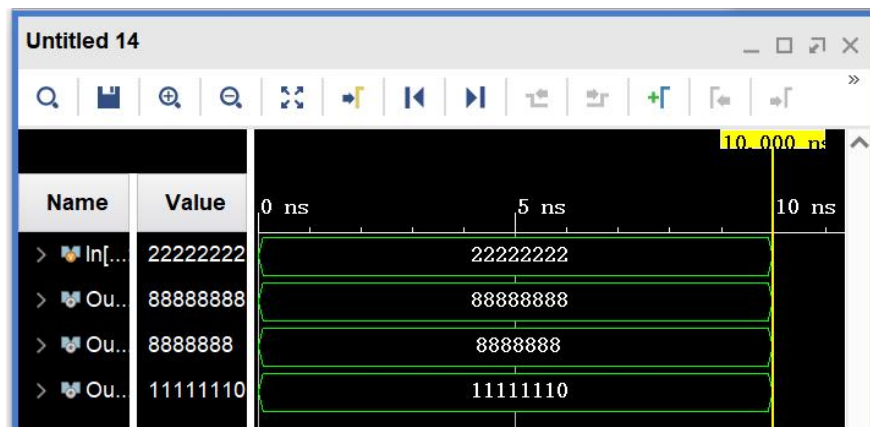 Untitled 14
10.000 ns
Name Value 0 ns 5 ns 10 ns
In[... 22222222 22222222
Ou... 88888888 88888888
Ou... 8888888 8888888
Ou... 11111110 11111110